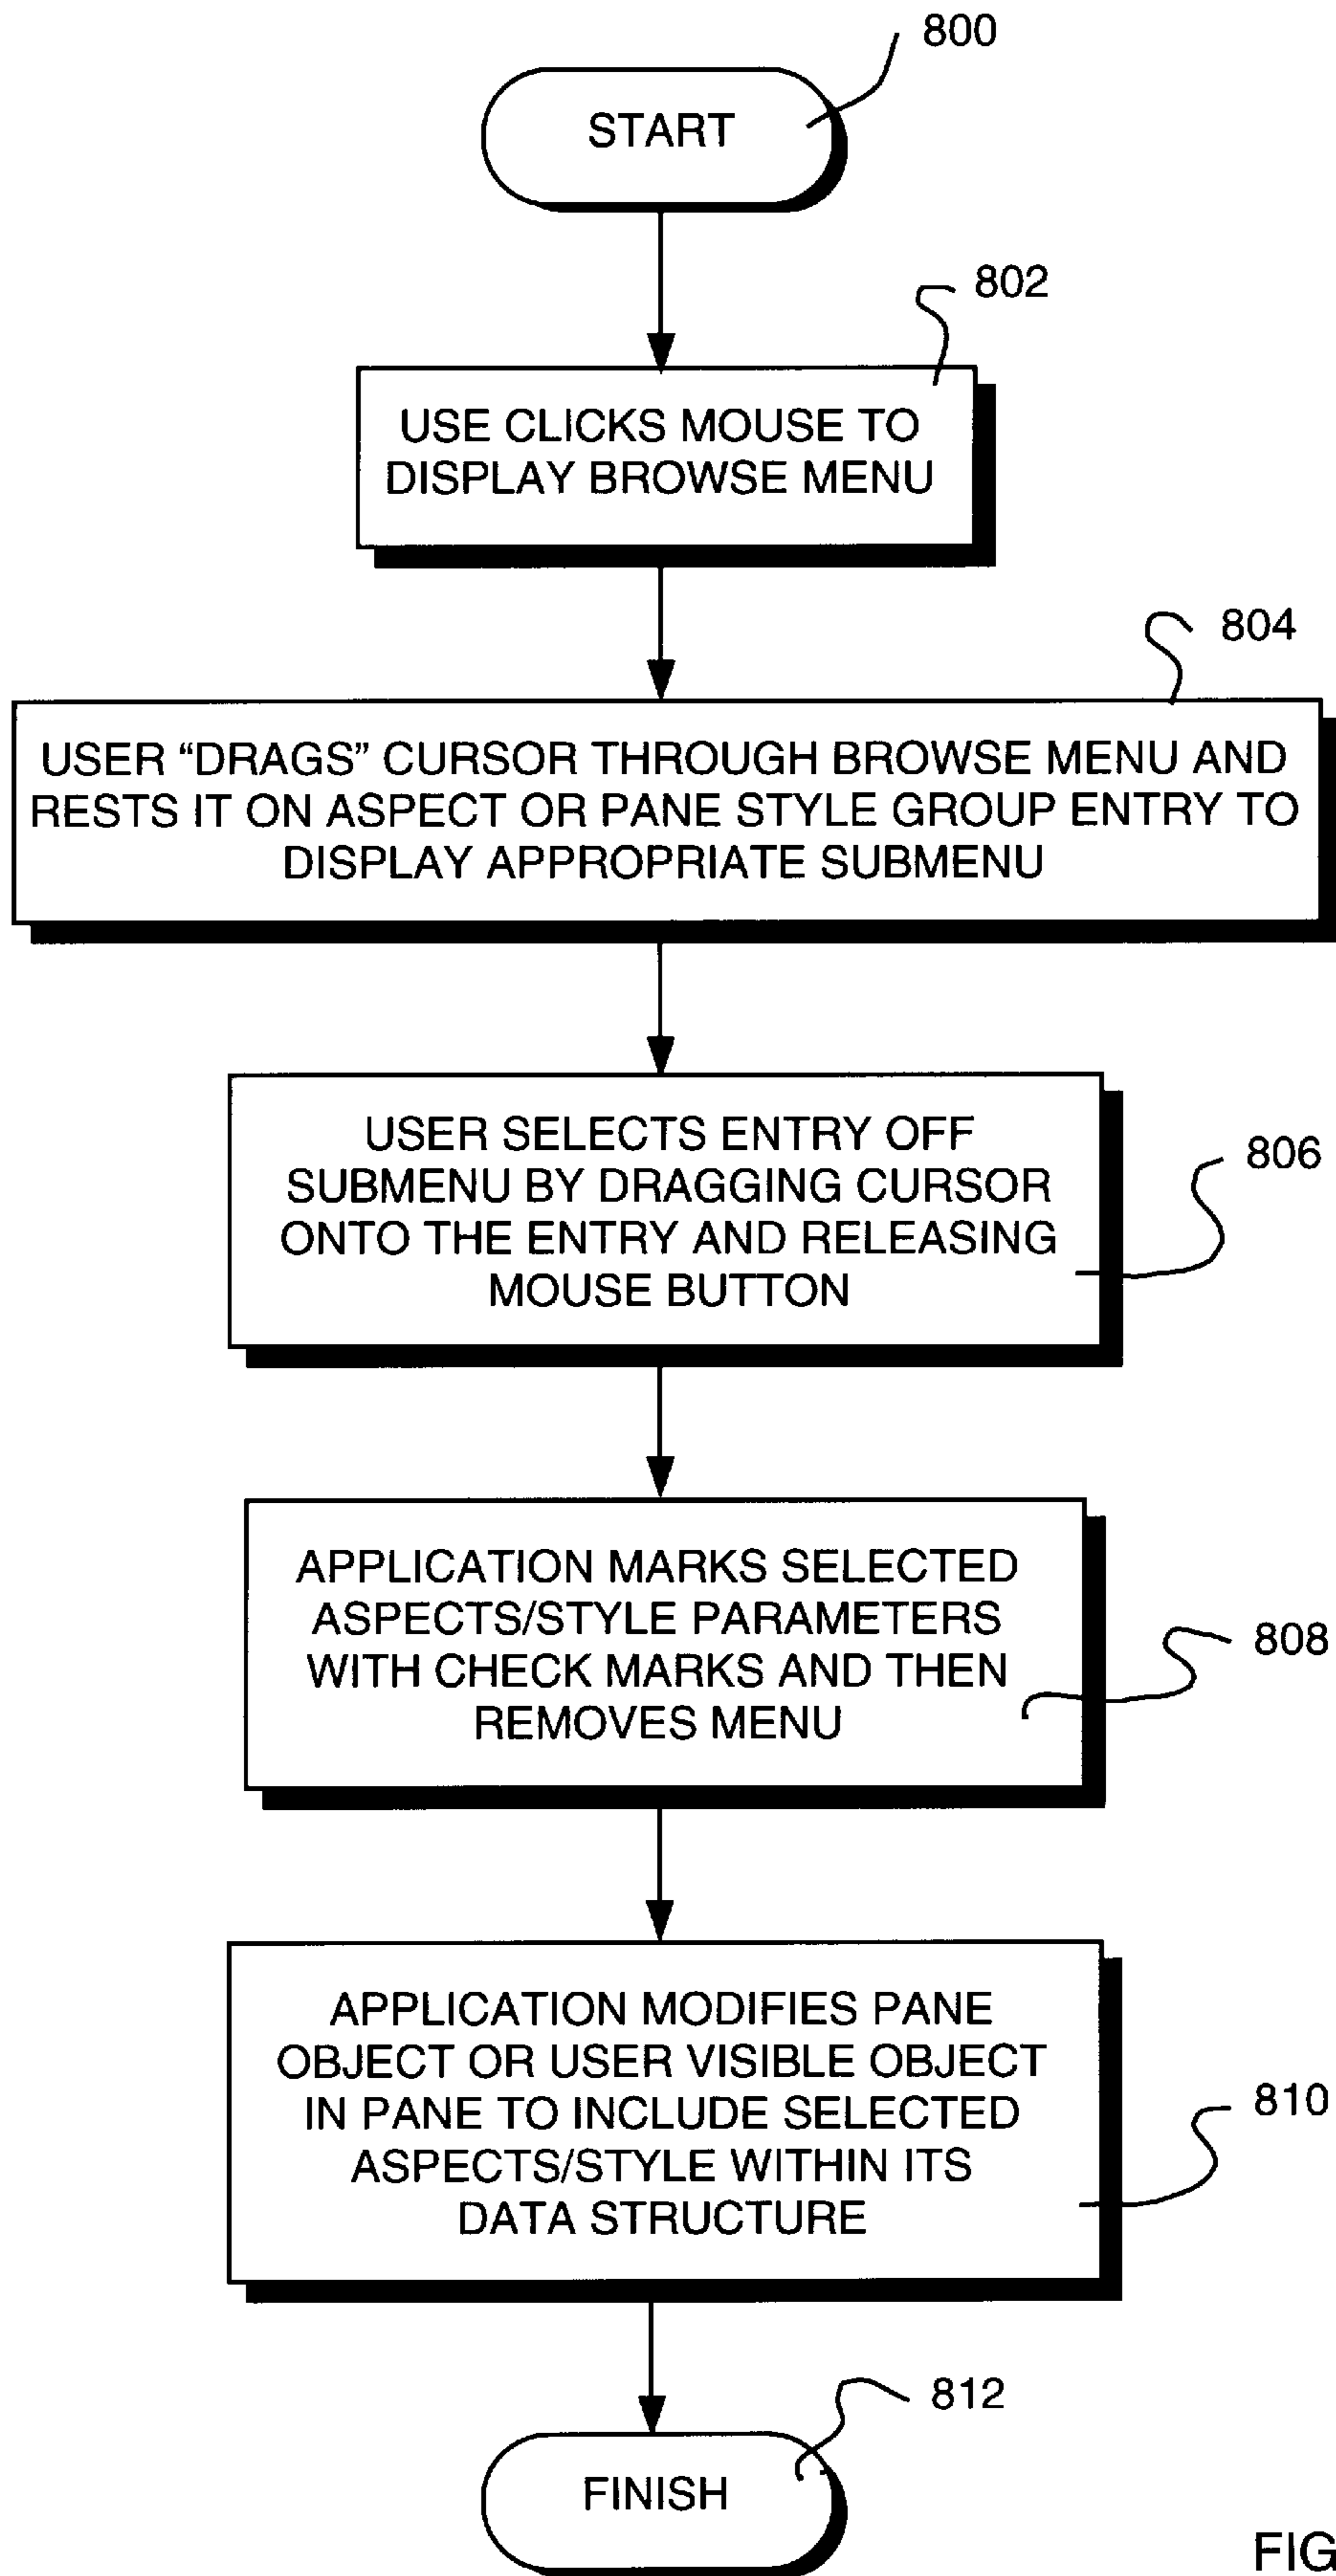 800
START
802
USE CLICKS MOUSE TO
DISPLAY BROWSE MENU
804
USER “DRAGS” CURSOR THROUGH BROWSE MENU AND
RESTS IT ON ASPECT OR PANE STYLE GROUP ENTRY TO
DISPLAY APPROPRIATE SUBMENU
USER SELECTS ENTRY OFF
SUBMENU BY DRAGGING CURSOR
ONTO THE ENTRY AND RELEASING
MOUSE BUTTON
806
APPLICATION MARKS SELECTED
ASPECTS/STYLE PARAMETERS
WITH CHECK MARKS AND THEN
REMOVES MENU
808
APPLICATION MODIFIES PANE
OBJECT OR USER VISIBLE OBJECT
IN PANE TO INCLUDE SELECTED
ASPECTS/STYLE WITHIN ITS
DATA STRUCTURE
810
812
FINISH
FIG